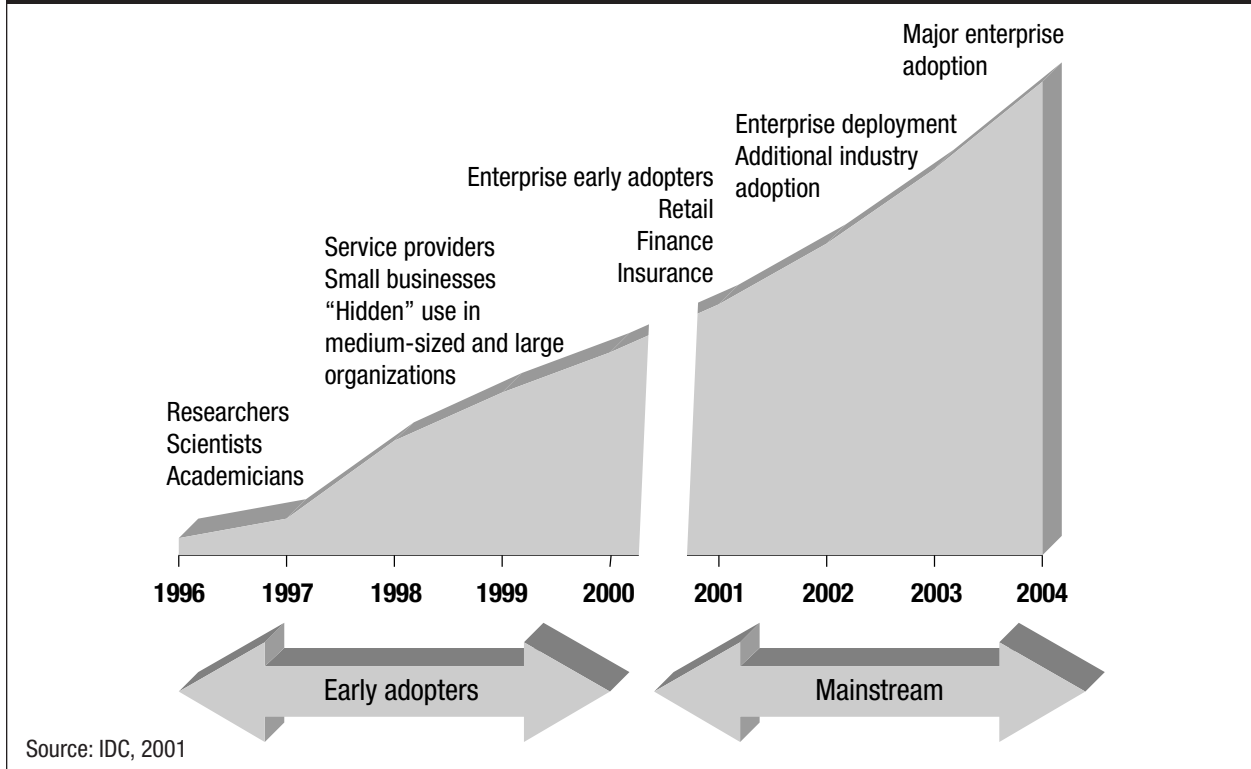 Major enterprise
adoption
Enterprise deployment
Additional industry
adoption
Enterprise early adopters
Retail
Finance
Insurance
Service providers
Small businesses
“Hidden” use in
medium-sized and large
organizations
Researchers
Scientists
Academicians
1996 1997 1998 1999 2000 2001 2002 2003 2004
Early adopters Mainstream
Source: IDC, 2001